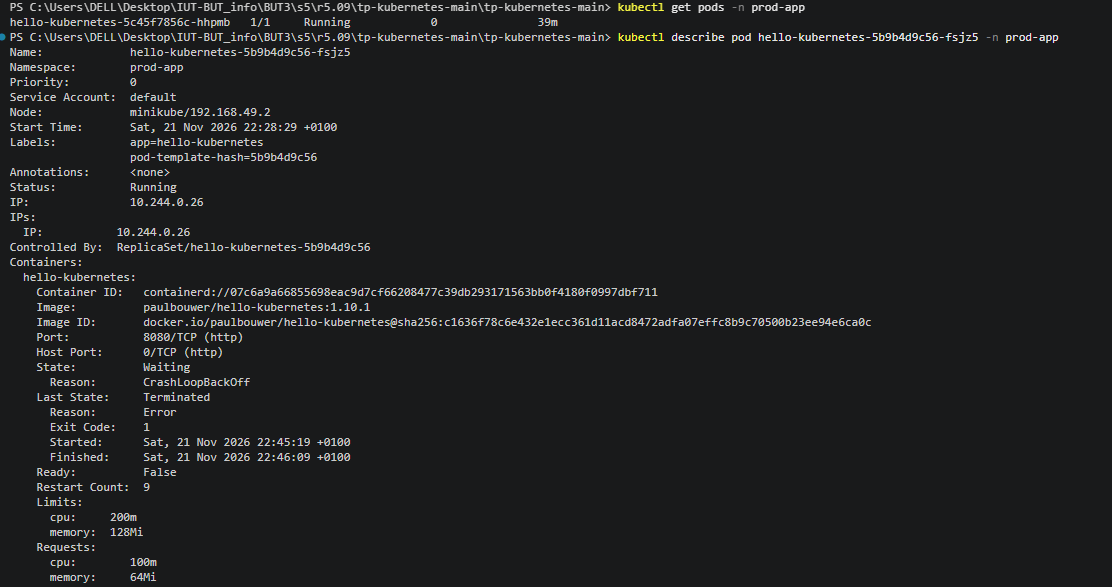 PS C:\Users\DELL\Desktop\IUT-BUT_info\BUT3\s5\r5.09\tp-kubernetes-main\tp-kubernetes-main> kubectl get pods -n prod-app
hello-kubernetes-5c45f7856c-hhpmb   1/1     Running            0               39m
PS C:\Users\DELL\Desktop\IUT-BUT_info\BUT3\s5\r5.09\tp-kubernetes-main\tp-kubernetes-main> kubectl describe pod hello-kubernetes-5b9b4d9c56-fsjz5 -n prod-app
Name:             hello-kubernetes-5b9b4d9c56-fsjz5
Namespace:        prod-app
Priority:         0
Service Account:  default
Node:             minikube/192.168.49.2
Start Time:       Sat, 21 Nov 2026 22:28:29 +0100
Labels:           app=hello-kubernetes
                  pod-template-hash=5b9b4d9c56
Annotations:      <none>
Status:           Running
IP:               10.244.0.26
IPs:
  IP:           10.244.0.26
Controlled By:  ReplicaSet/hello-kubernetes-5b9b4d9c56
Containers:
  hello-kubernetes:
    Container ID:   containerd://07c6a9a66855698eac9d7cf66208477c39db293171563bb0f4180f0997dbf711
    Image:          paulbouwer/hello-kubernetes:1.10.1
    Image ID:       docker.io/paulbouwer/hello-kubernetes@sha256:c1636f78c6e432e1ecc361d11acd8472adfa07effc8b9c70500b23ee94e6ca0c
    Port:           8080/TCP (http)
    Host Port:      0/TCP (http)
    State:          Waiting
      Reason:       CrashLoopBackOff
    Last State:     Terminated
      Reason:       Error
      Exit Code:    1
      Started:      Sat, 21 Nov 2026 22:45:19 +0100
      Finished:     Sat, 21 Nov 2026 22:46:09 +0100
    Ready:          False
    Restart Count:  9
    Limits:
      cpu:     200m
      memory:  128Mi
    Requests:
      cpu:        100m
      memory:     64Mi